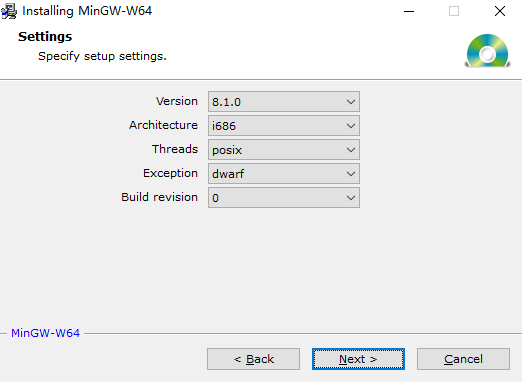 Installing MinGW-W64
Settings
Specify setup settings.
Version 8.1.0
Architecture i686
Threads posix
Exception dwarf
Build revision 0
MinGW-W64
< Back Next > Cancel